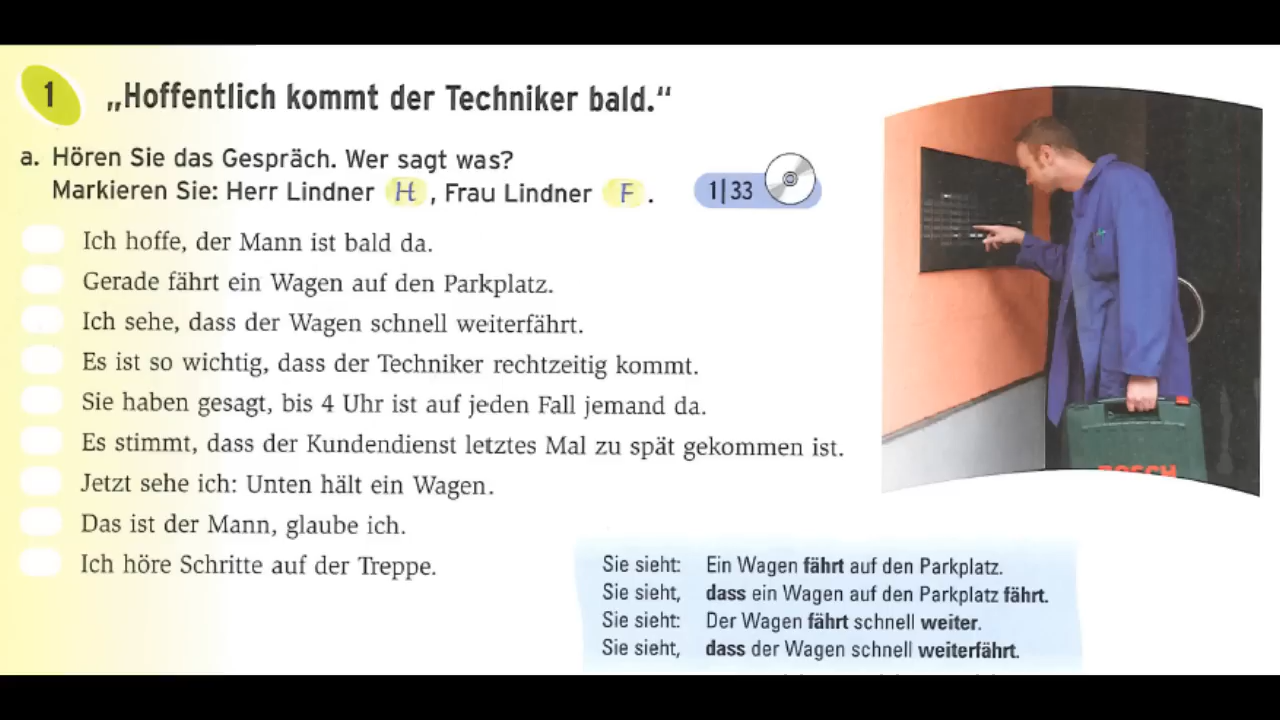 1 „Hoffentlich kommt der Techniker bald.“
a. Hören Sie das Gespräch. Wer sagt was?
Markieren Sie: Herr Lindner H , Frau Lindner F .
1|33
Ich hoffe, der Mann ist bald da.
Gerade fährt ein Wagen auf den Parkplatz.
Ich sehe, dass der Wagen schnell weiterfährt.
Es ist so wichtig, dass der Techniker rechtzeitig kommt.
Sie haben gesagt, bis 4 Uhr ist auf jeden Fall jemand da.
Es stimmt, dass der Kundendienst letztes Mal zu spät gekommen ist.
Jetzt sehe ich: Unten hält ein Wagen.
Das ist der Mann, glaube ich.
Ich höre Schritte auf der Treppe.
BOSCH
Sie sieht: Ein Wagen fährt auf den Parkplatz.
Sie sieht, dass ein Wagen auf den Parkplatz fährt.
Sie sieht: Der Wagen fährt schnell weiter.
Sie sieht, dass der Wagen schnell weiterfährt.